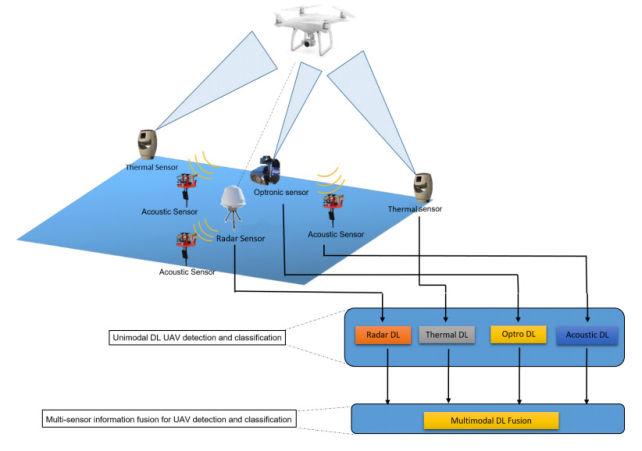 Thermal Sensor
Optronic sensor
Acoustic Sensor
Thermal Sensor
Radar Sensor
Acoustic Sensor
Acoustic Sensor
Unimodal DL UAV detection and classification
Radar DL
Thermal DL
Optro DL
Acoustic DL
Multi-sensor information fusion for UAV detection and classification
Multimodal DL Fusion